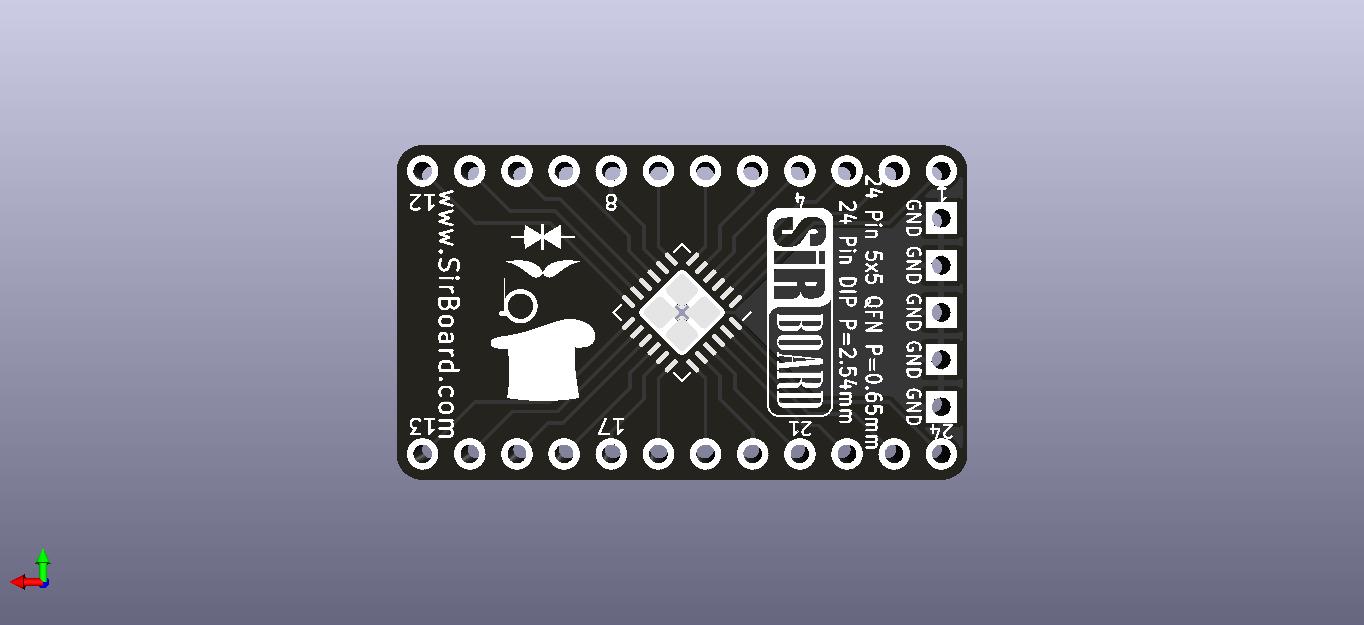 12
8
4
1
www.SirBoard.com
SiR
BOARD
24 Pin DIP P=2.54mm
24 Pin 5x5 QFN P=0.65mm
GND
GND
GND
GND
GND
13
17
21
24